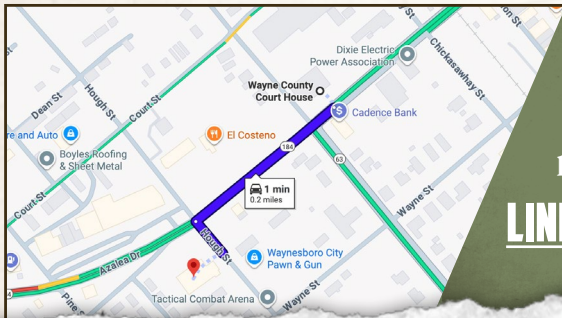 Dixie Electric
Power Association
Chickasawhay St
Wayne County
Court House
Cadence Bank
Dean St
Hough St
Court St
re and Auto
El Costeno
184
63
Boyles Roofing
& Sheet Metal
1 min
0.2 miles
Court St
Wayne St
Hough St
Waynesboro City
Pawn & Gun
Azalea Dr
Tactical Combat Arena
Wayne St
Pine S
LIN